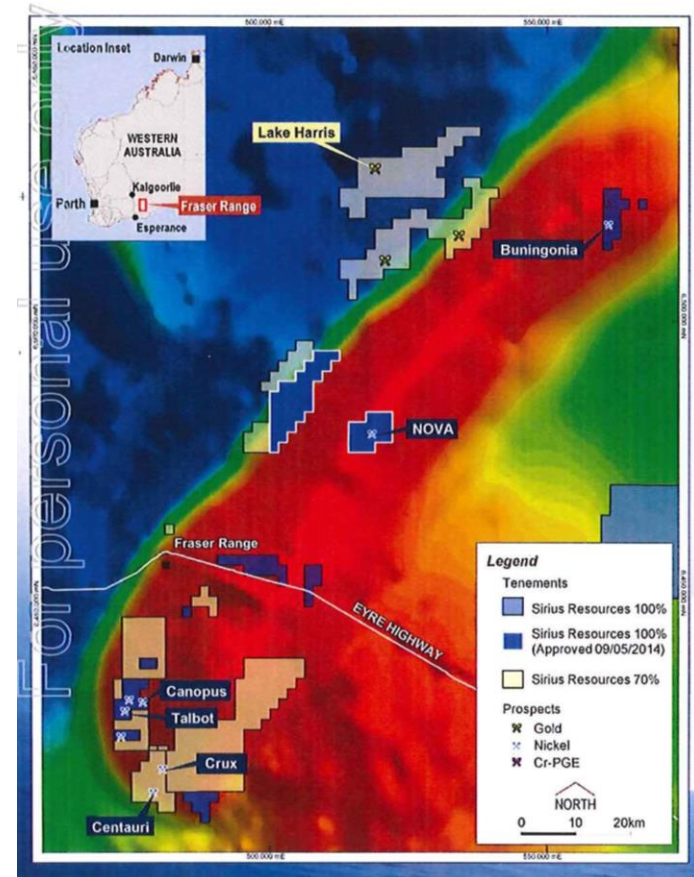 For personal use only
500,000 mE
550,000 mE
Location Inset
Darwin
WESTERN
AUSTRALIA
Kalgoorlie
Perth
Fraser Range
Esperance
Lake Harris
Buningonia
NOVA
Fraser Range
EYRE HIGHWAY
Canopus
Talbot
Crux
Centauri
Legend
Tenements
Sirius Resources 100%
Sirius Resources 100%
(Approved 09/05/2014)
Sirius Resources 70%
Prospects
Gold
Nickel
Cr-PGE
NORTH
0 10 20km
500,000 mE
550,000 mE